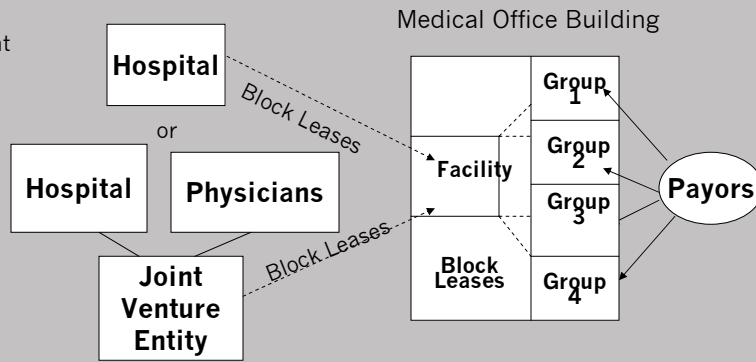 Medical Office Building
nt
Hospital
Block Leases
or
Hospital
Physicians
Joint
Venture
Entity
Block Leases
Facility
Block
Leases
Group
1
Group
2
Group
3
Group
4
Payors